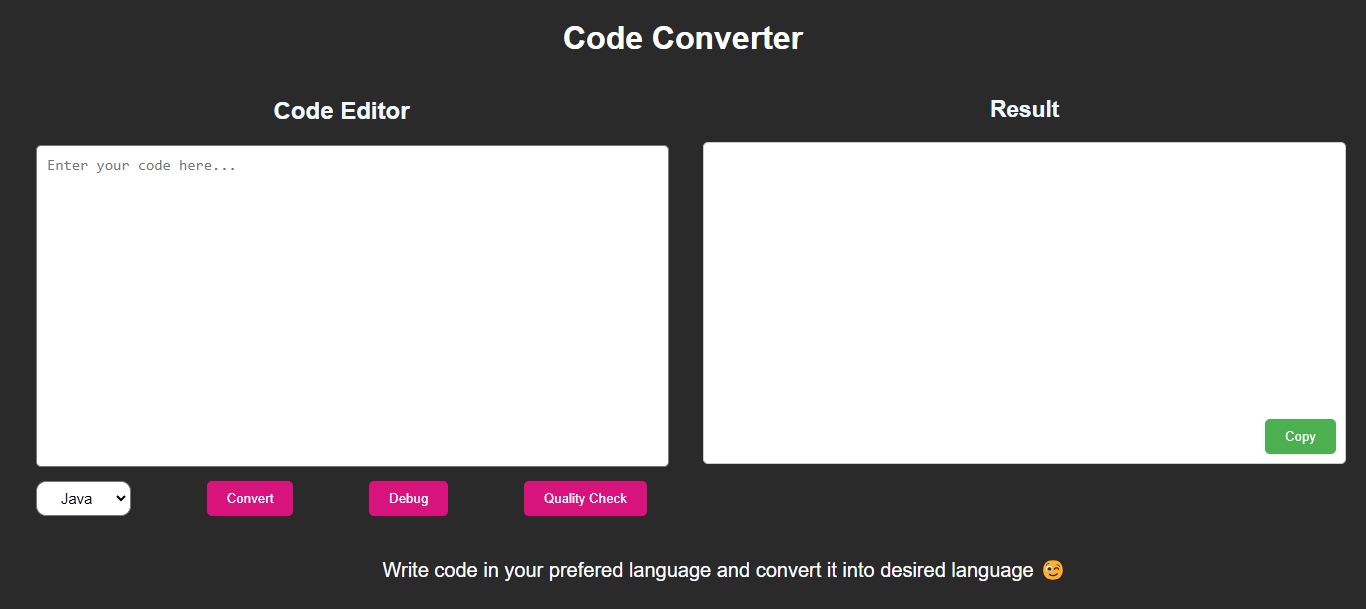 Code Converter
Code Editor
Result
Enter your code here...
Copy
Java
Convert
Debug
Quality Check
Write code in your prefered language and convert it into desired language 😊